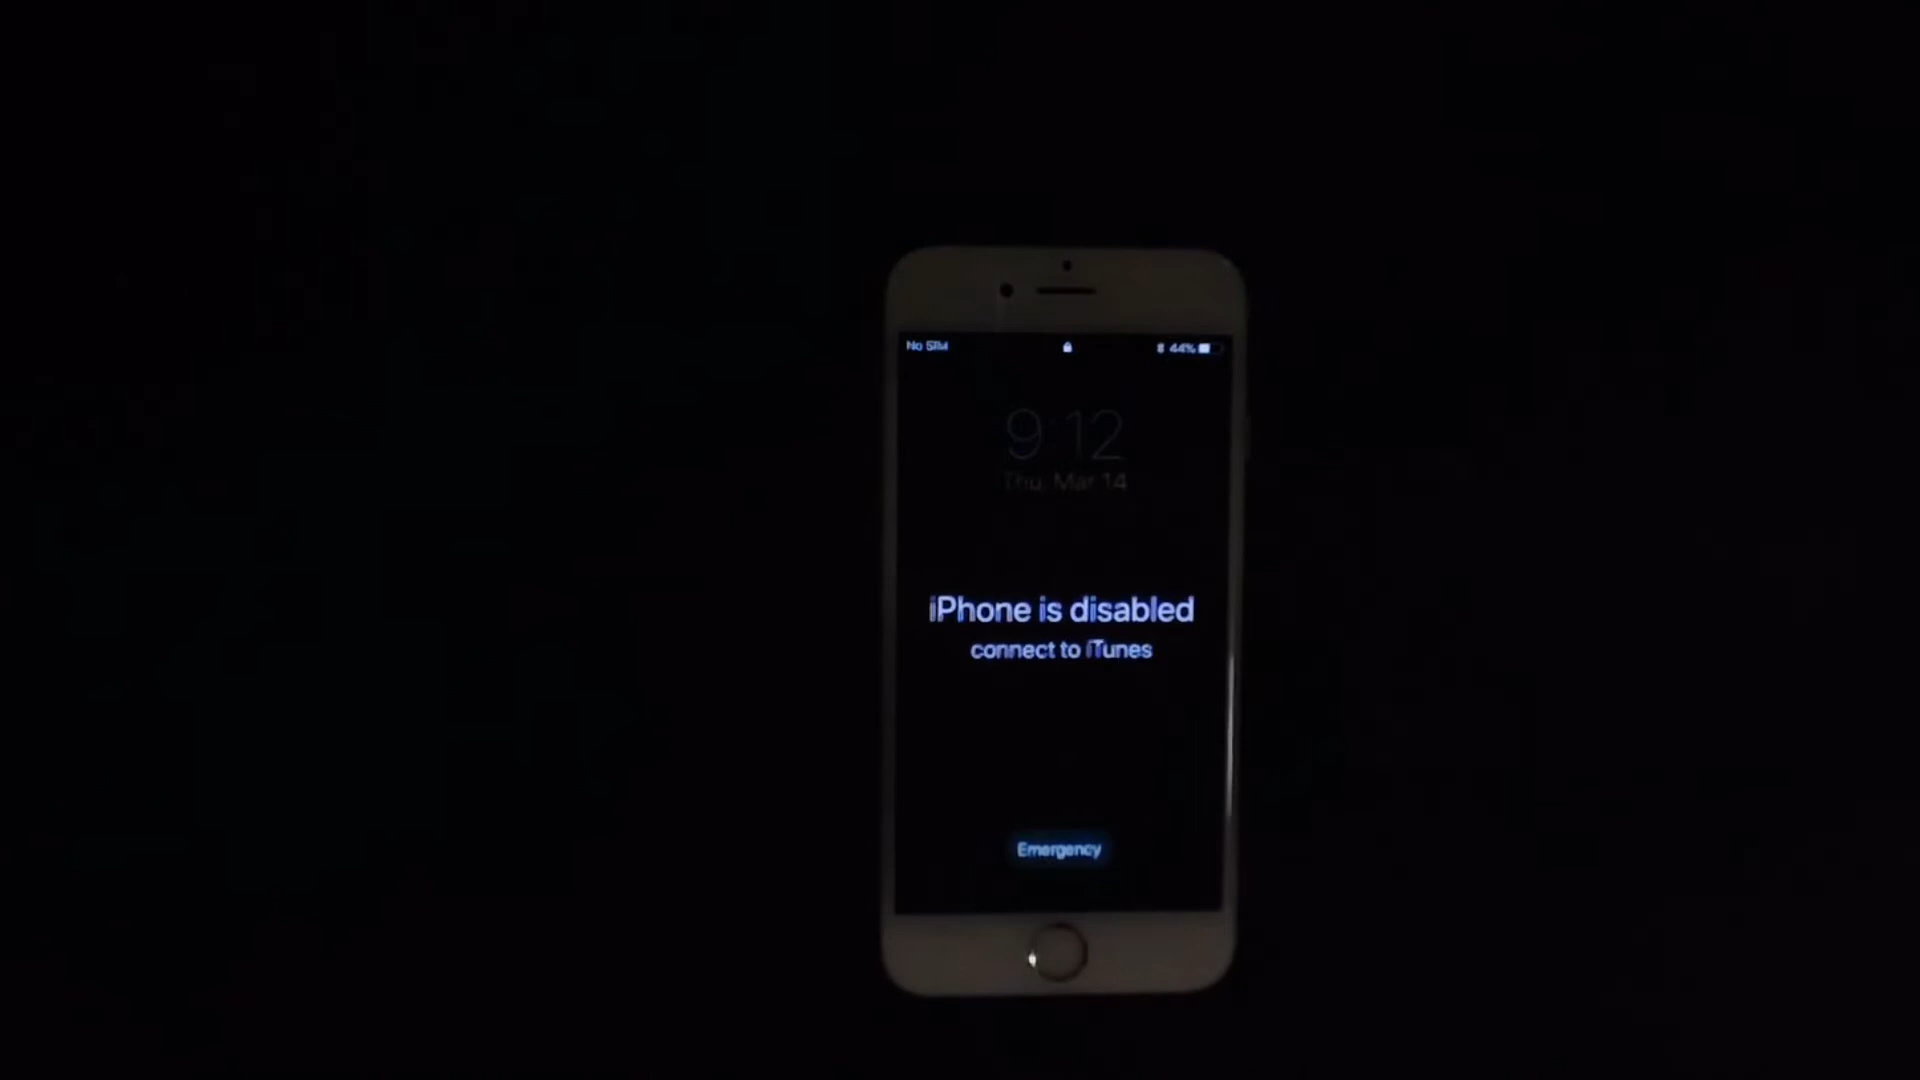 No SIM
44%
9:12
Thu, Mar 14
iPhone is disabled
connect to iTunes
Emergency